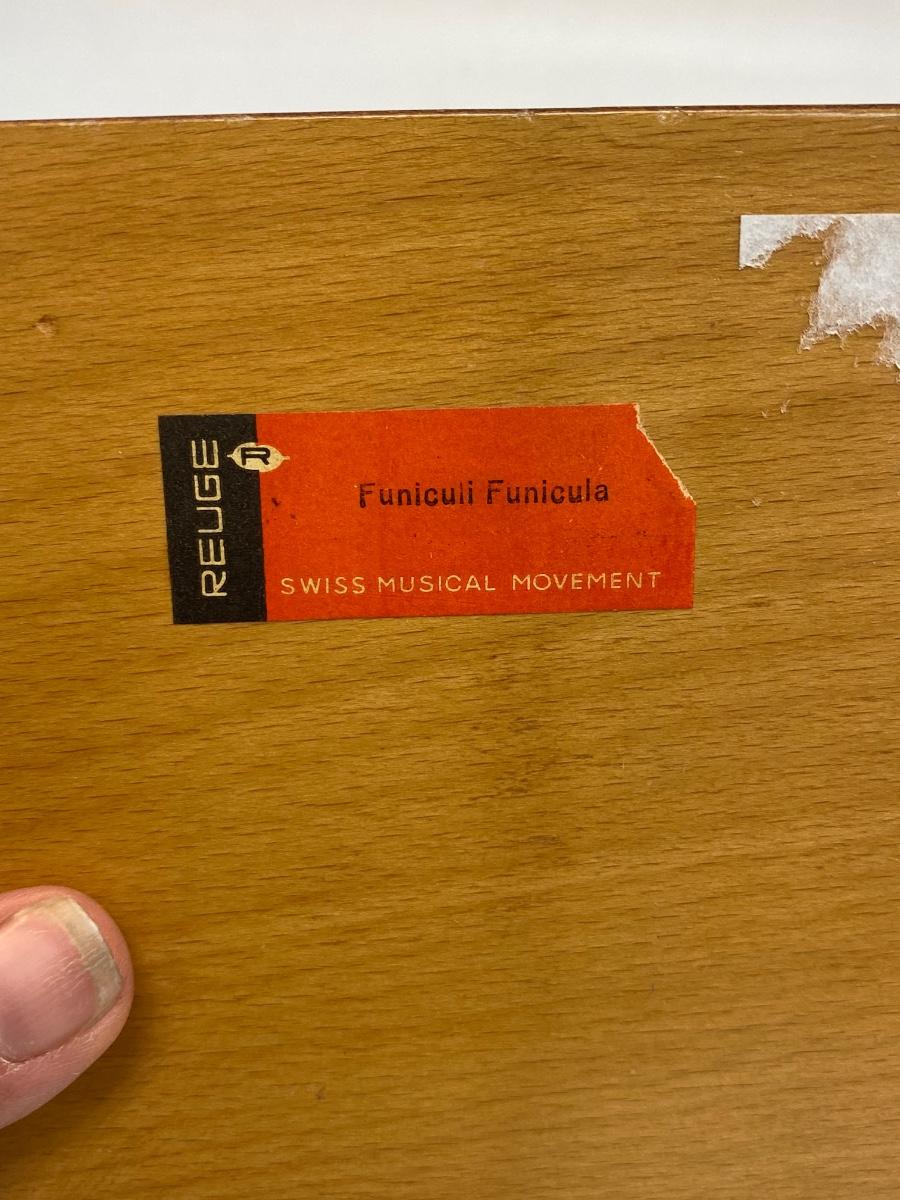 REUGE
R
Funiculi Funicula
SWISS MUSICAL MOVEMENT